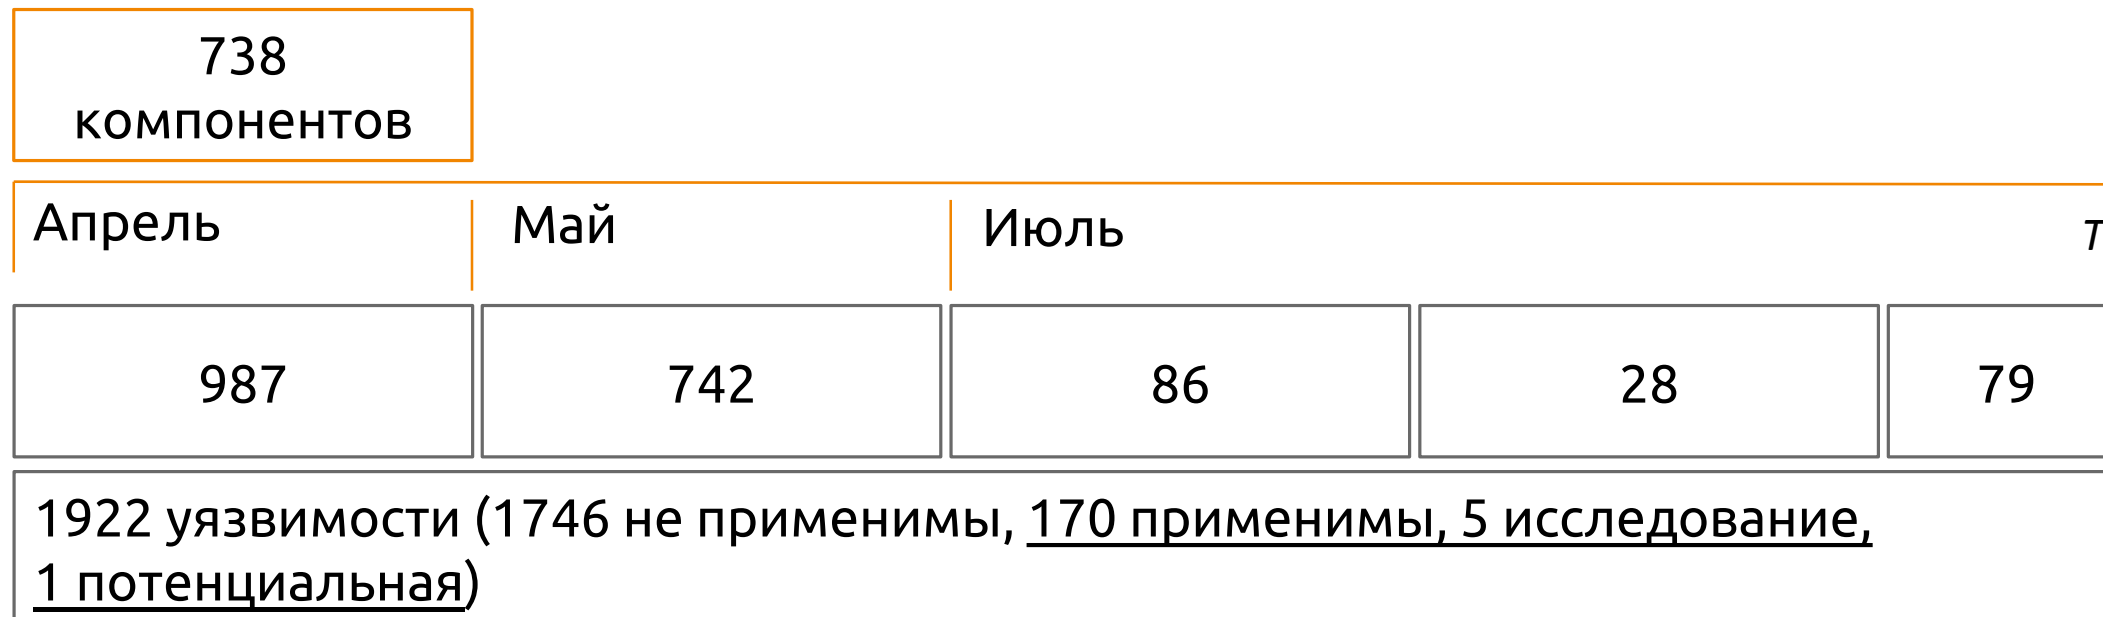 738
компонентов
Апрель Май Июль т
987 742 86 28 79
1922 уязвимости (1746 не применимы, 170 применимы, 5 исследование,
1 потенциальная)